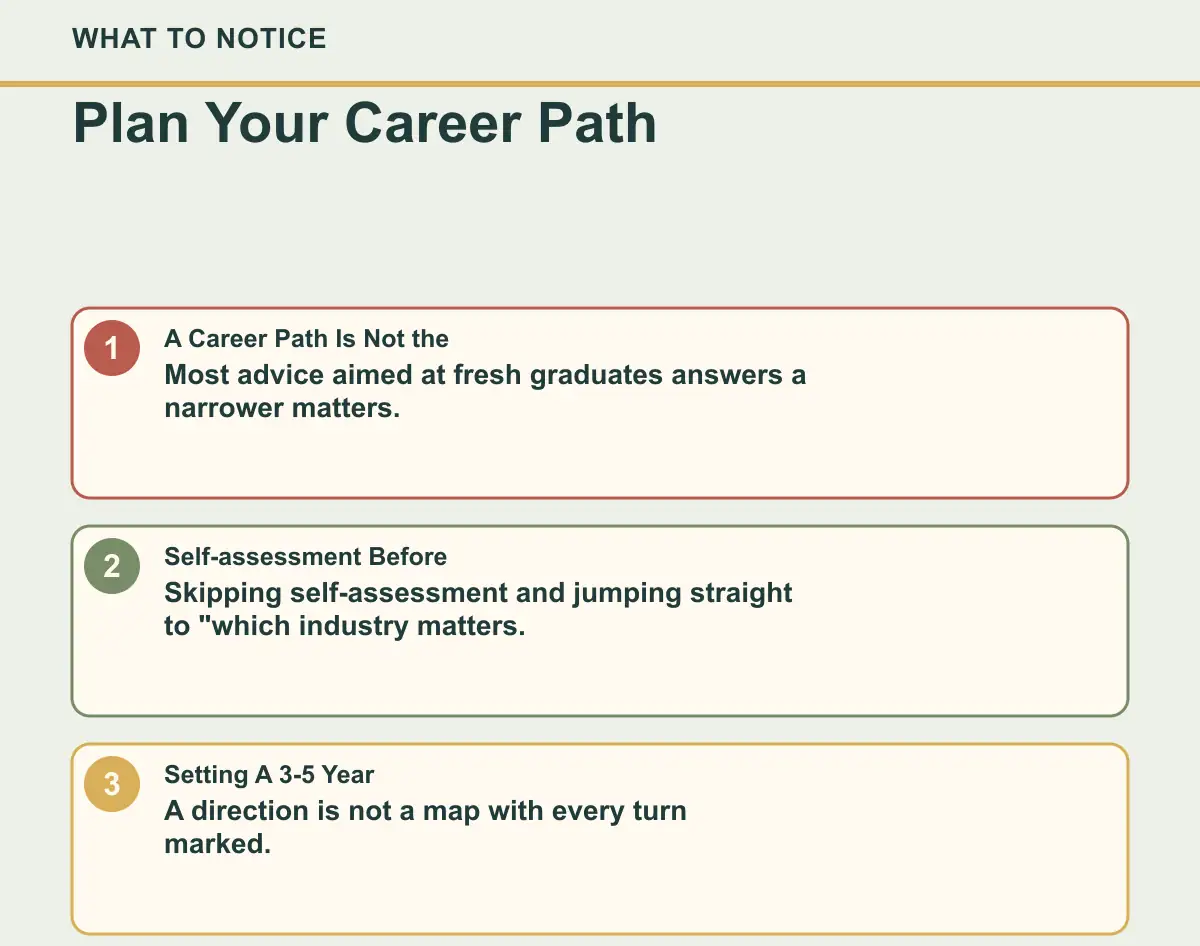 WHAT TO NOTICE
Plan Your Career Path
1
A Career Path Is Not the
Most advice aimed at fresh graduates answers a
narrower matters.
2
Self-assessment Before
Skipping self-assessment and jumping straight
to "which industry matters.
3
Setting A 3-5 Year
A direction is not a map with every turn
marked.